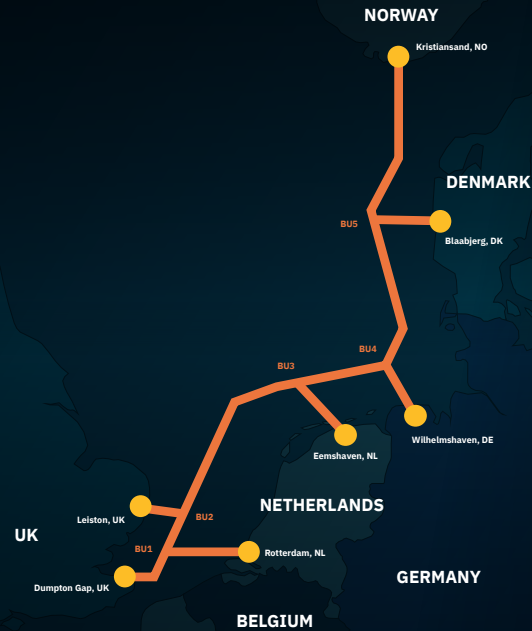 NORWAY
Kristiansand, NO
DENMARK
BU5
Blaabjerg, DK
BU4
BU3
Wilhelmshaven, DE
Eemshaven, NL
NETHERLANDS
Leiston, UK
BU2
UK
BU1
Rotterdam, NL
GERMANY
Dumpton Gap, UK
BELGIUM